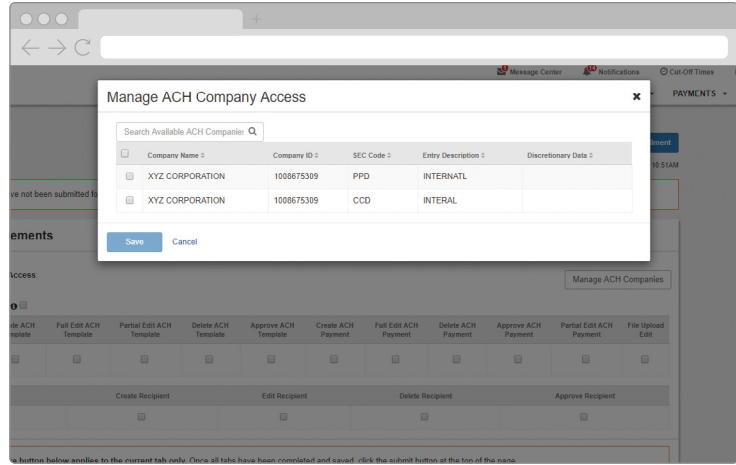 Message Center Notifications Cut-Off Times
PAYMENTS
Manage ACH Company Access
Search Available ACH Companies
10:51AM
Company Name Company ID SEC Code Entry Description Discretionary Data
XYZ CORPORATION 1008675309 PPD INTERNATL
XYZ CORPORATION 1008675309 CCD INTERAL
ve not been submitted fo
ements
Save Cancel
Access:
Manage ACH Companies
Full Edit ACH Partial Edit ACH Delete ACH Approve ACH Create ACH Full Edit ACH Delete ACH Approve ACH Partial Edit ACH File Upload
Template Template Template Template Payment Payment Payment Payment Payment Edit
Create Recipient Edit Recipient Delete Recipient Approve Recipient
button below applies to the current tab only. Once all tabs have been completed and saved, click the submit button at the top of the page.